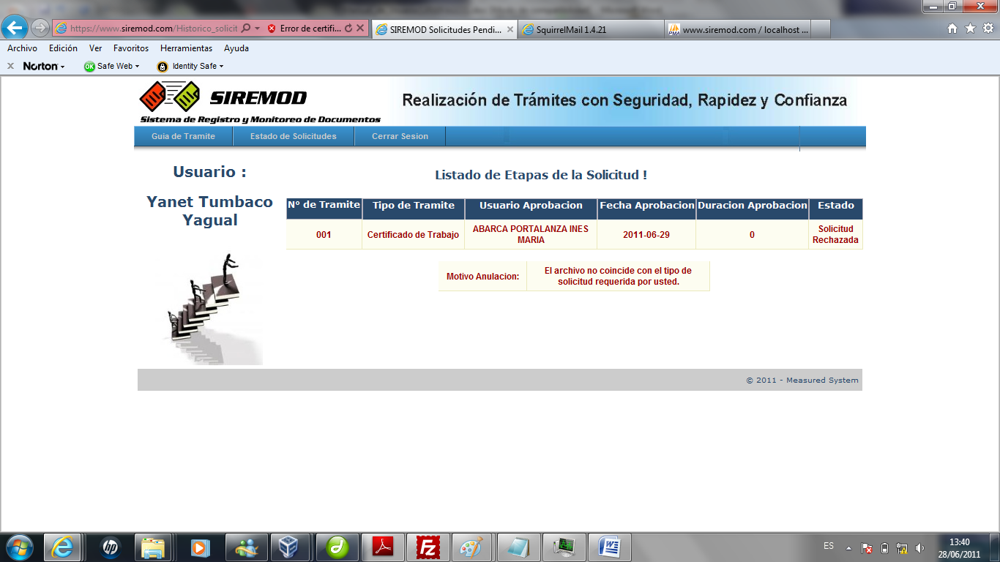 https://www.siremod.com/Historico_solicit
Error de certifi...
SIREMOD Solicitudes Pendi...
SquirrelMail 1.4.21
PMA
www.siremod.com / localhost ...
Archivo Edición Ver Favoritos Herramientas Ayuda
x Norton
OK Safe Web
Identity Safe
SIREMOD
Sistema de Registro y Monitoreo de Documentos
Realización de Trámites con Seguridad, Rapidez y Confianza
Guia de Tramite Estado de Solicitudes Cerrar Sesion
Usuario :
Yanet Tumbaco
Yagual
Listado de Etapas de la Solicitud !
N° de Tramite Tipo de Tramite Usuario Aprobacion Fecha Aprobacion Duracion Aprobacion Estado
001 Certificado de Trabajo ABARCA PORTALANZA INES MARIA 2011-06-29 0 Solicitud Rechazada
Motivo Anulacion: El archivo no coincide con el tipo de
solicitud requerida por usted.
© 2011 - Measured System
hp
Fz
W
ES
13:40
28/06/2011